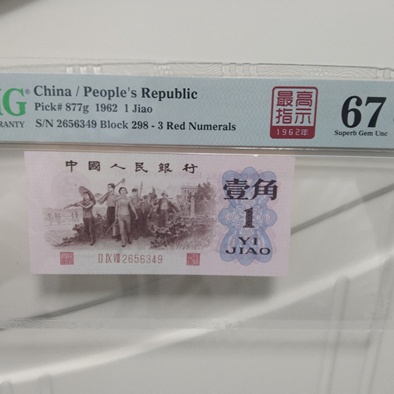 MG China / People's Republic
Pick# 877g 1962 1 Jiao
S/N 2656349 Block 298 - 3 Red Numerals
最高
指示
1962年
67
Superb Gem Unc
中國人民銀行
壹角
1
YI
JIAO
2656349